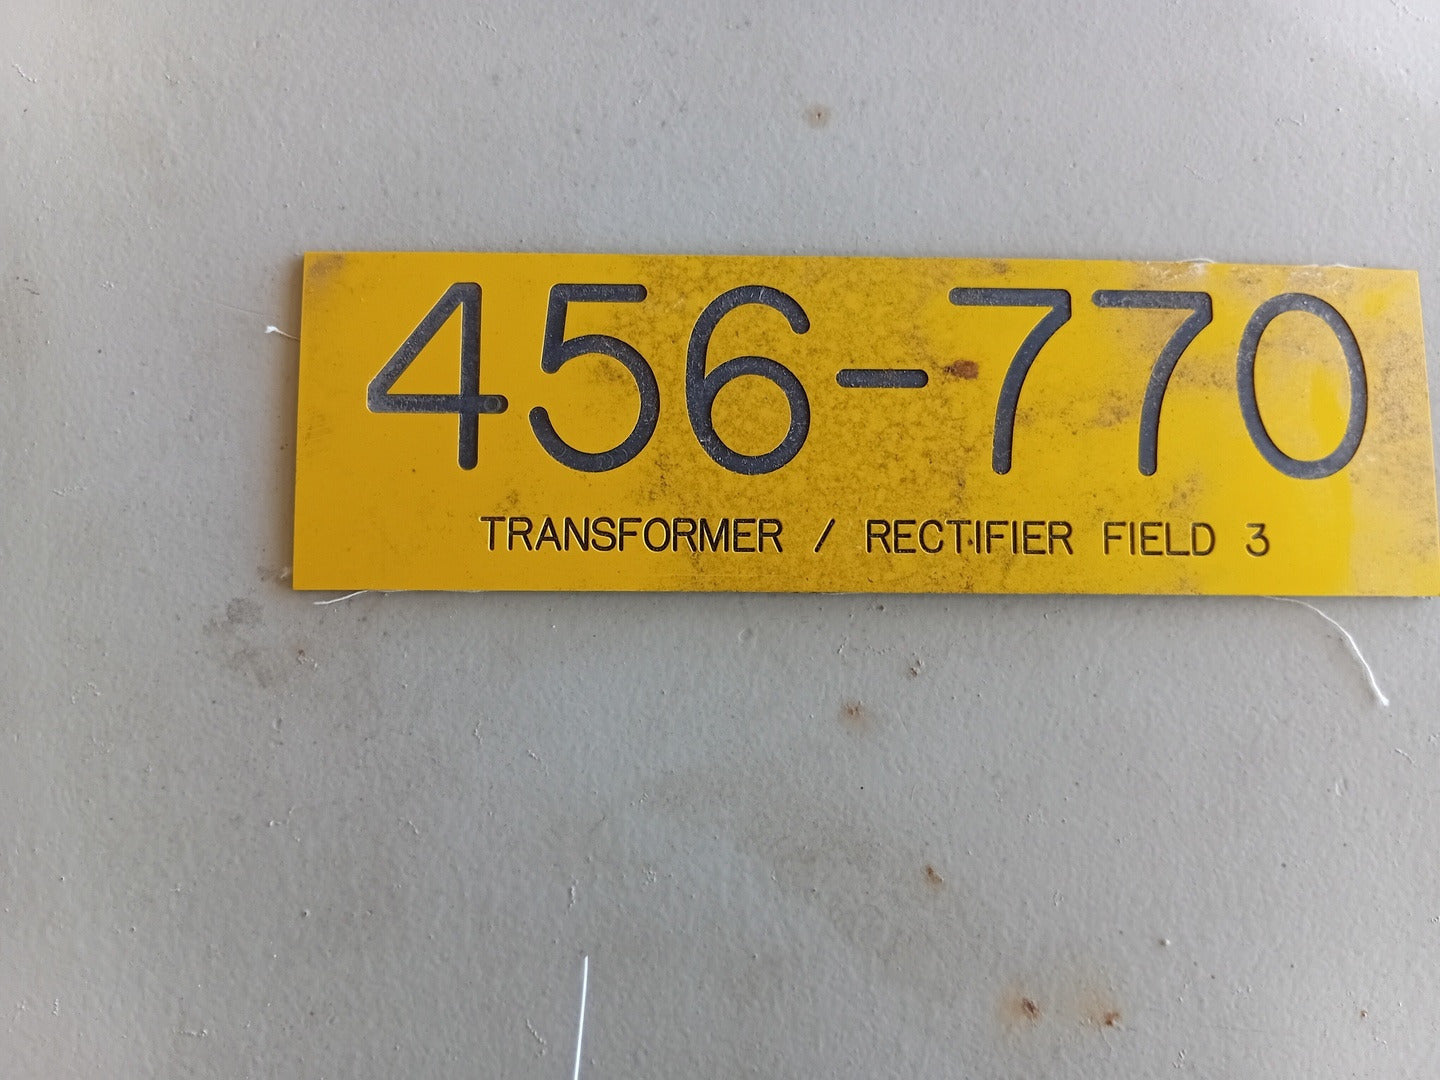 456-770
TRANSFORMER / RECTIFIER FIELD 3